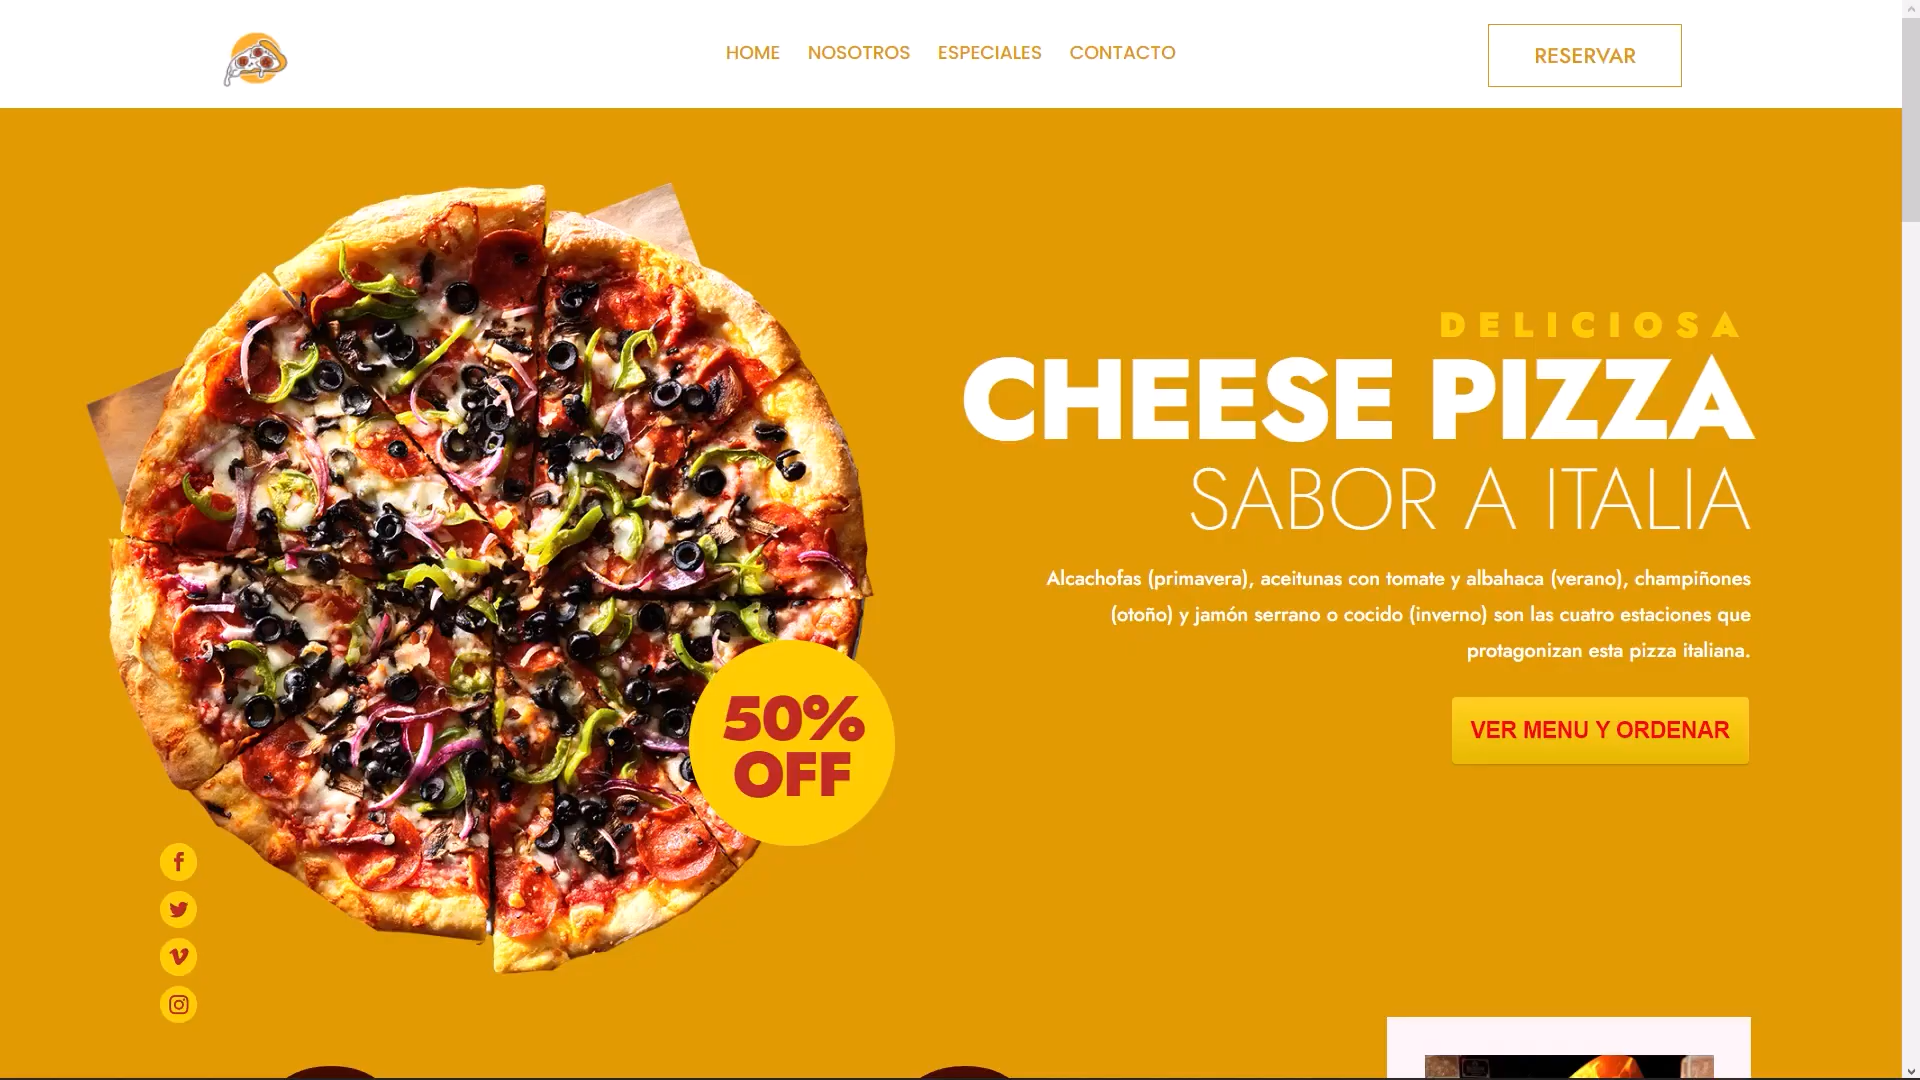 HOME NOSOTROS ESPECIALES CONTACTO RESERVAR
DELICIOSA
CHEESE PIZZA
SABOR A ITALIA
Alcachofas (primavera), aceitunas con tomate y albahaca (verano), champiñones
(otoño) y jamón serrano o cocido (inverno) son las cuatro estaciones que
protagonizan esta pizza italiana.
VER MENU Y ORDENAR
50%
OFF